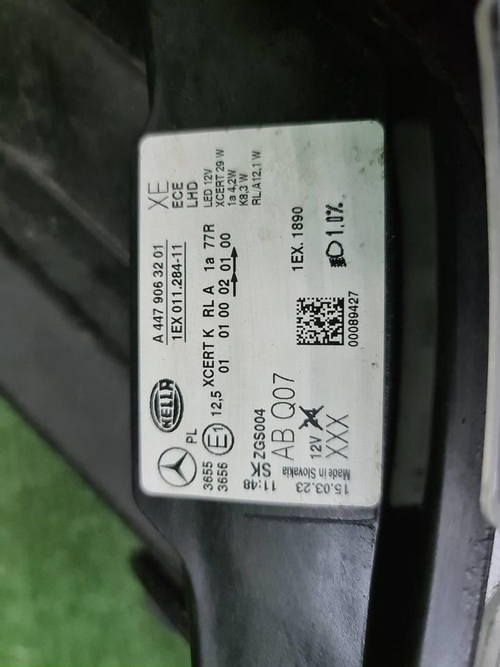 HELLA
A 447 906 32 01
XE
1EX 011.284-11
ECE
LHD
PL
3655
3656
E1
12,5 XCERT K RL A 1a 77R
01 01 00 02 01 00
LED 12V
XCERT 29 W
1a 4,2W
K8,3 W
RL/A12,1 W
SK ZGS004
AB Q07
12V
XXX
1EX. 1890
1.0%
00089427
11:48
15.03.23
Made in Slovakia